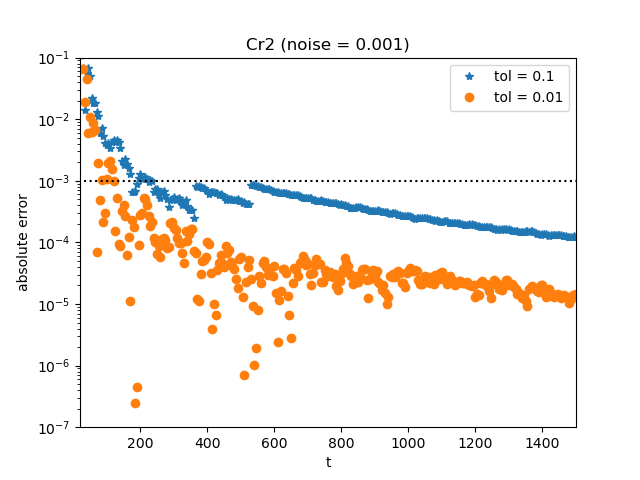 Cr2 (noise = 0.001)
tol = 0.1
tol = 0.01
absolute error
10⁻¹
10⁻²
10⁻³
10⁻⁴
10⁻⁵
10⁻⁶
10⁻⁷
200 400 600 800 1000 1200 1400
t